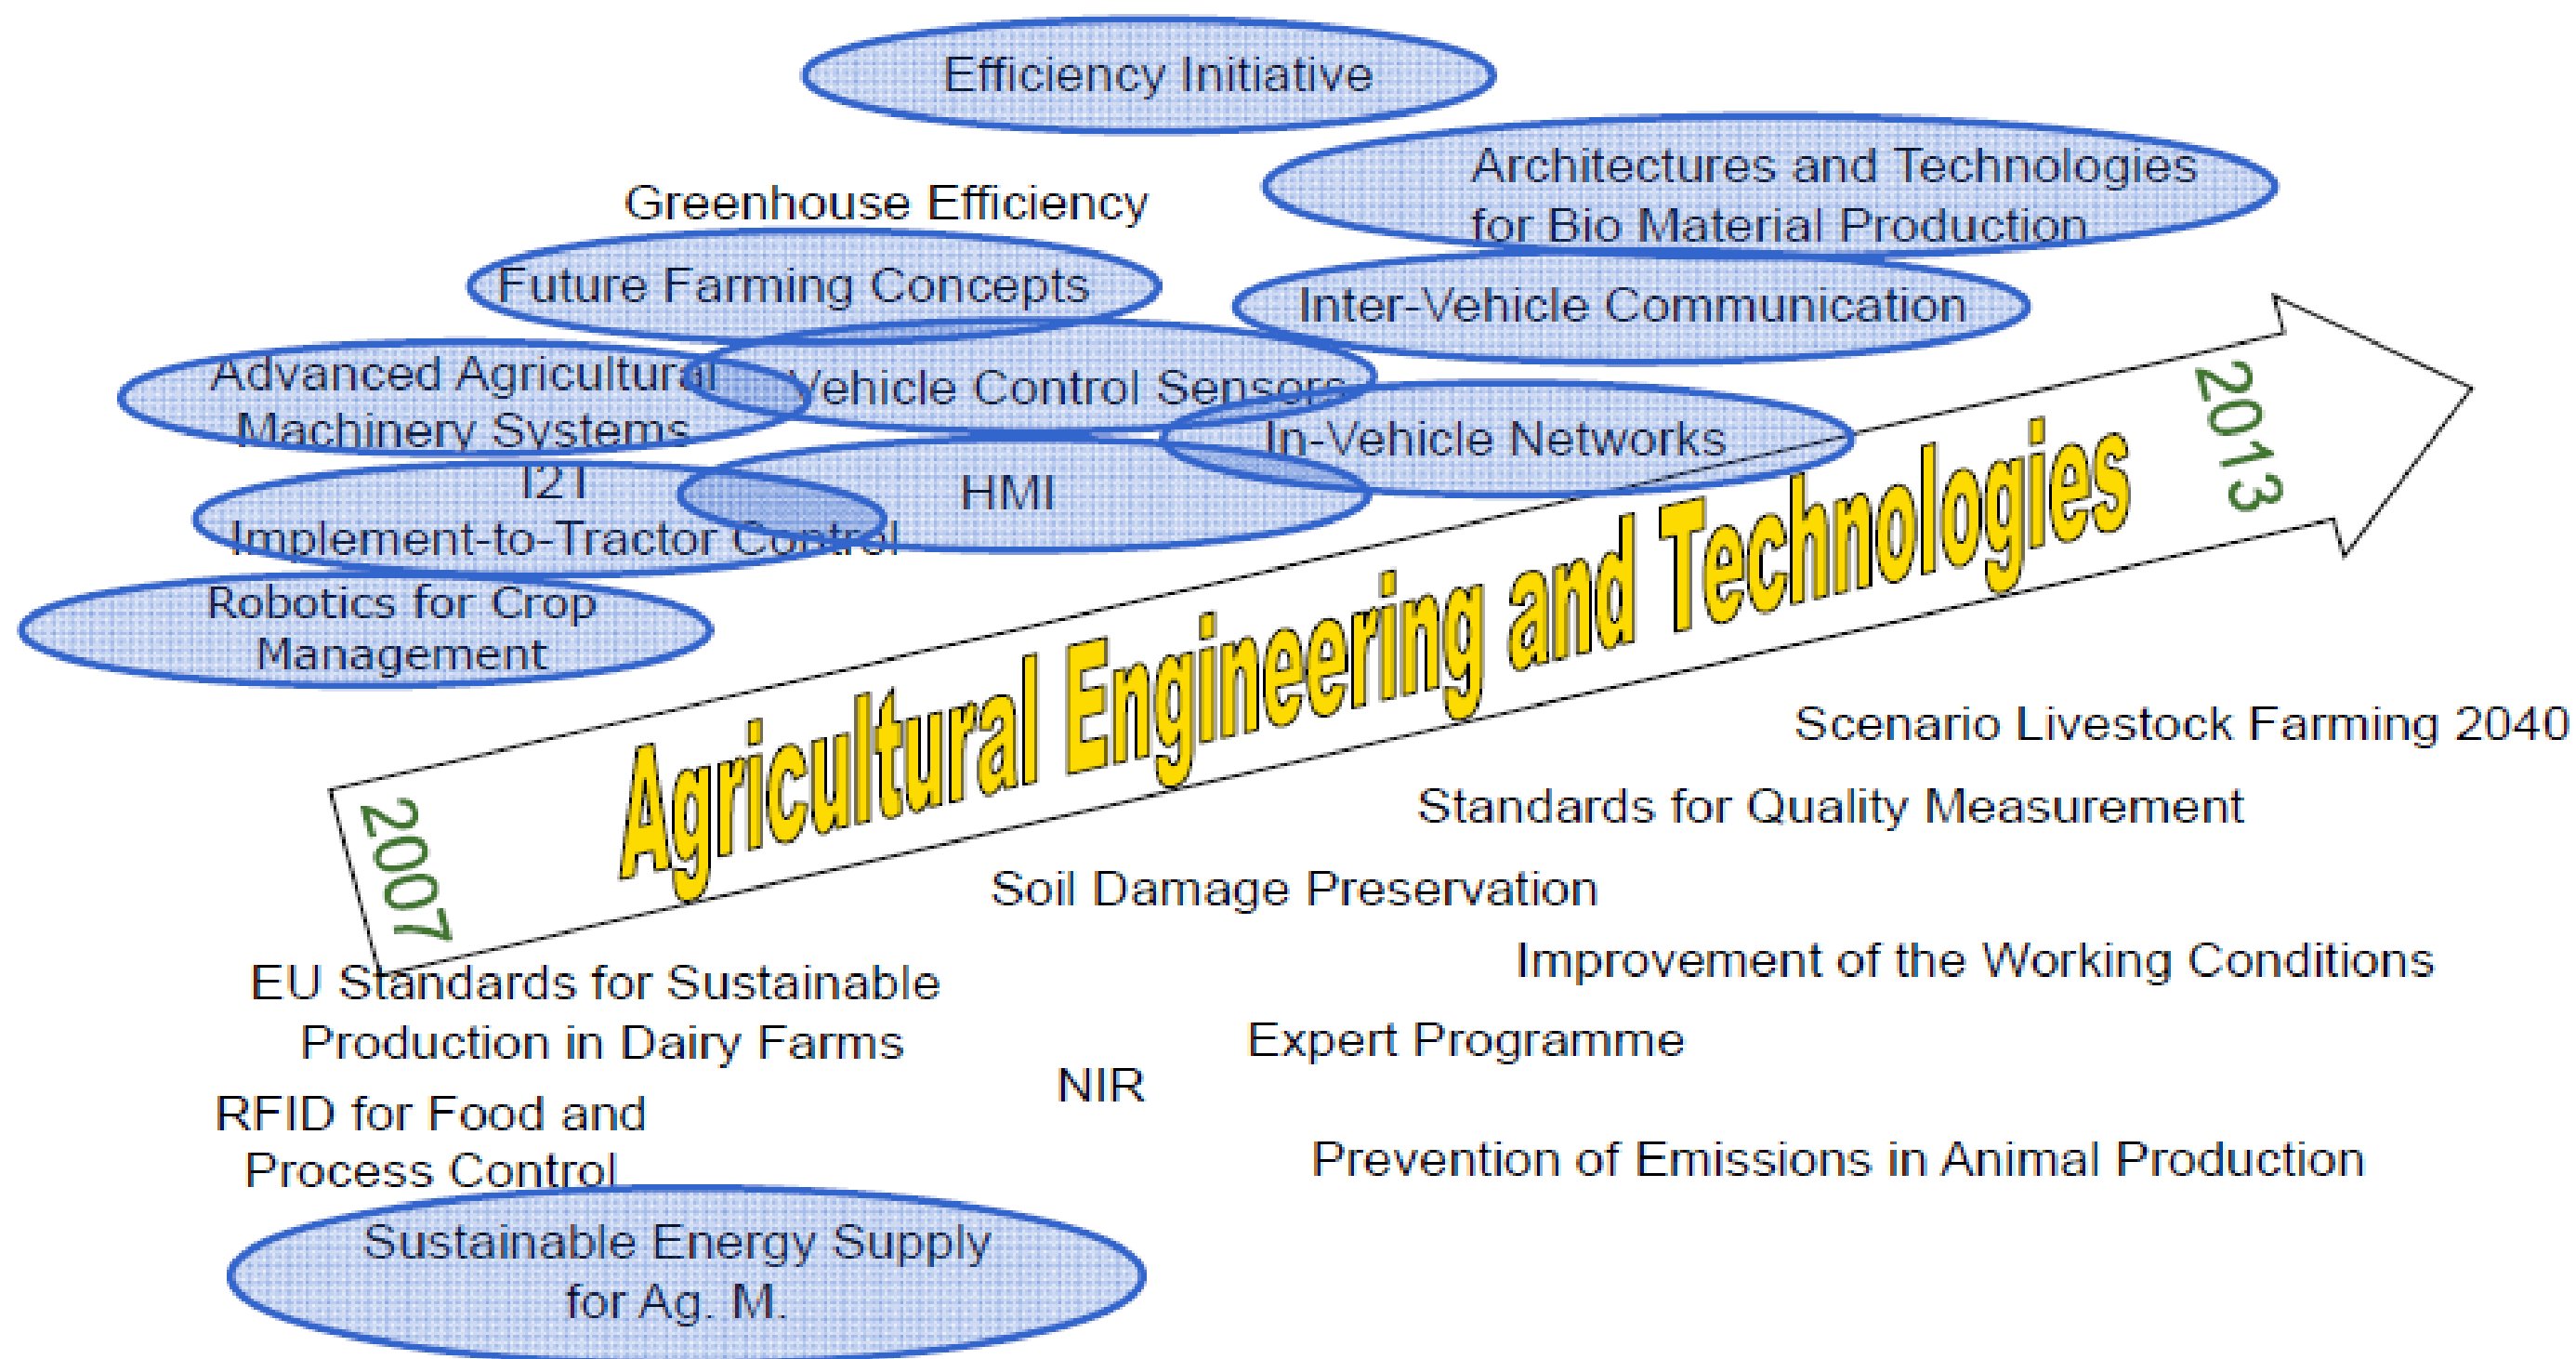 Efficiency Initiative
Architectures and Technologies
for Bio Material Production
Greenhouse Efficiency
Future Farming Concepts
Inter-Vehicle Communication
Advanced Agricultural
Machinery Systems
Vehicle Control Sensors
In-Vehicle Networks
I2T
Implement-to-Tractor Control
HMI
Robotics for Crop
Management
2013
Agricultural Engineering and Technologies
2007
Scenario Livestock Farming 2040
Standards for Quality Measurement
Soil Damage Preservation
Improvement of the Working Conditions
EU Standards for Sustainable
Production in Dairy Farms
Expert Programme
NIR
RFID for Food and
Process Control
Prevention of Emissions in Animal Production
Sustainable Energy Supply
for Ag. M.